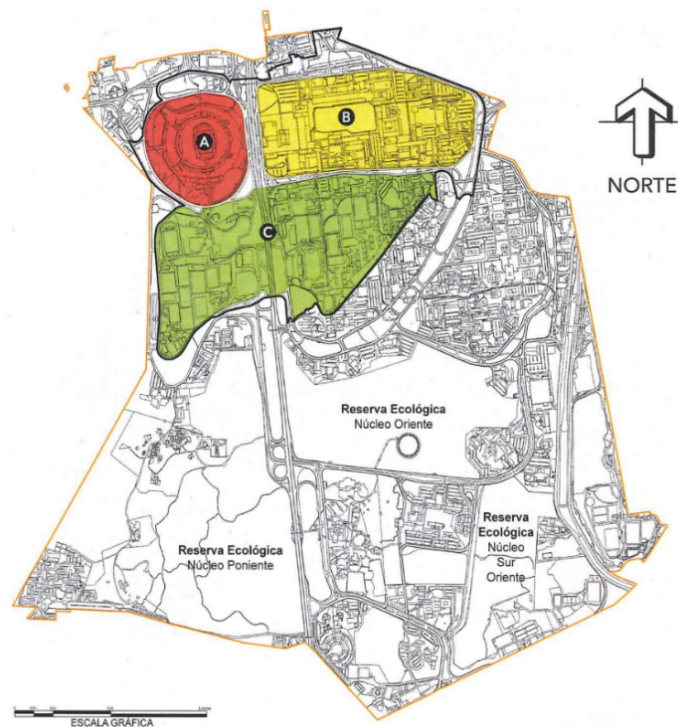 A
B
NORTE
C
Reserva Ecológica
Núcleo Oriente
Reserva Ecológica
Núcleo Poniente
Reserva
Ecológica
Núcleo
Sur
Oriente
ESCALA GRÁFICA